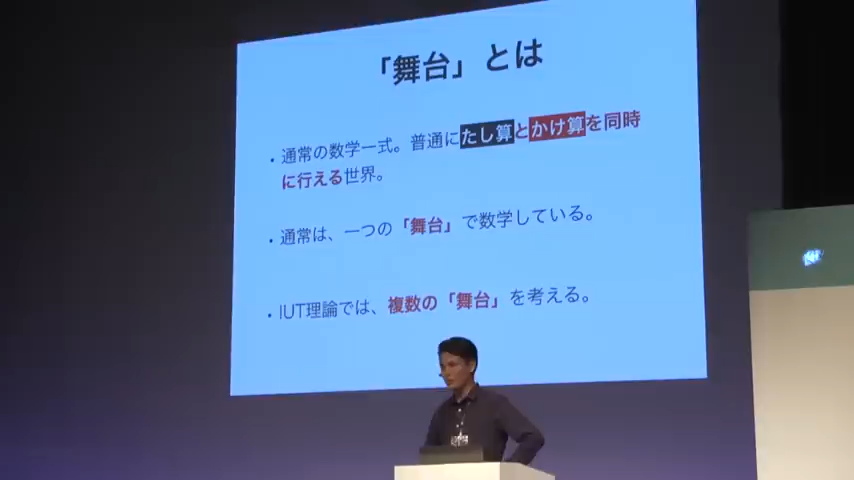 「舞台」とは
・通常の数学一式。普通にたし算とかけ算を同時
に行える世界。
・通常は、一つの「舞台」で数学している。
・IUT理論では、複数の「舞台」を考える。